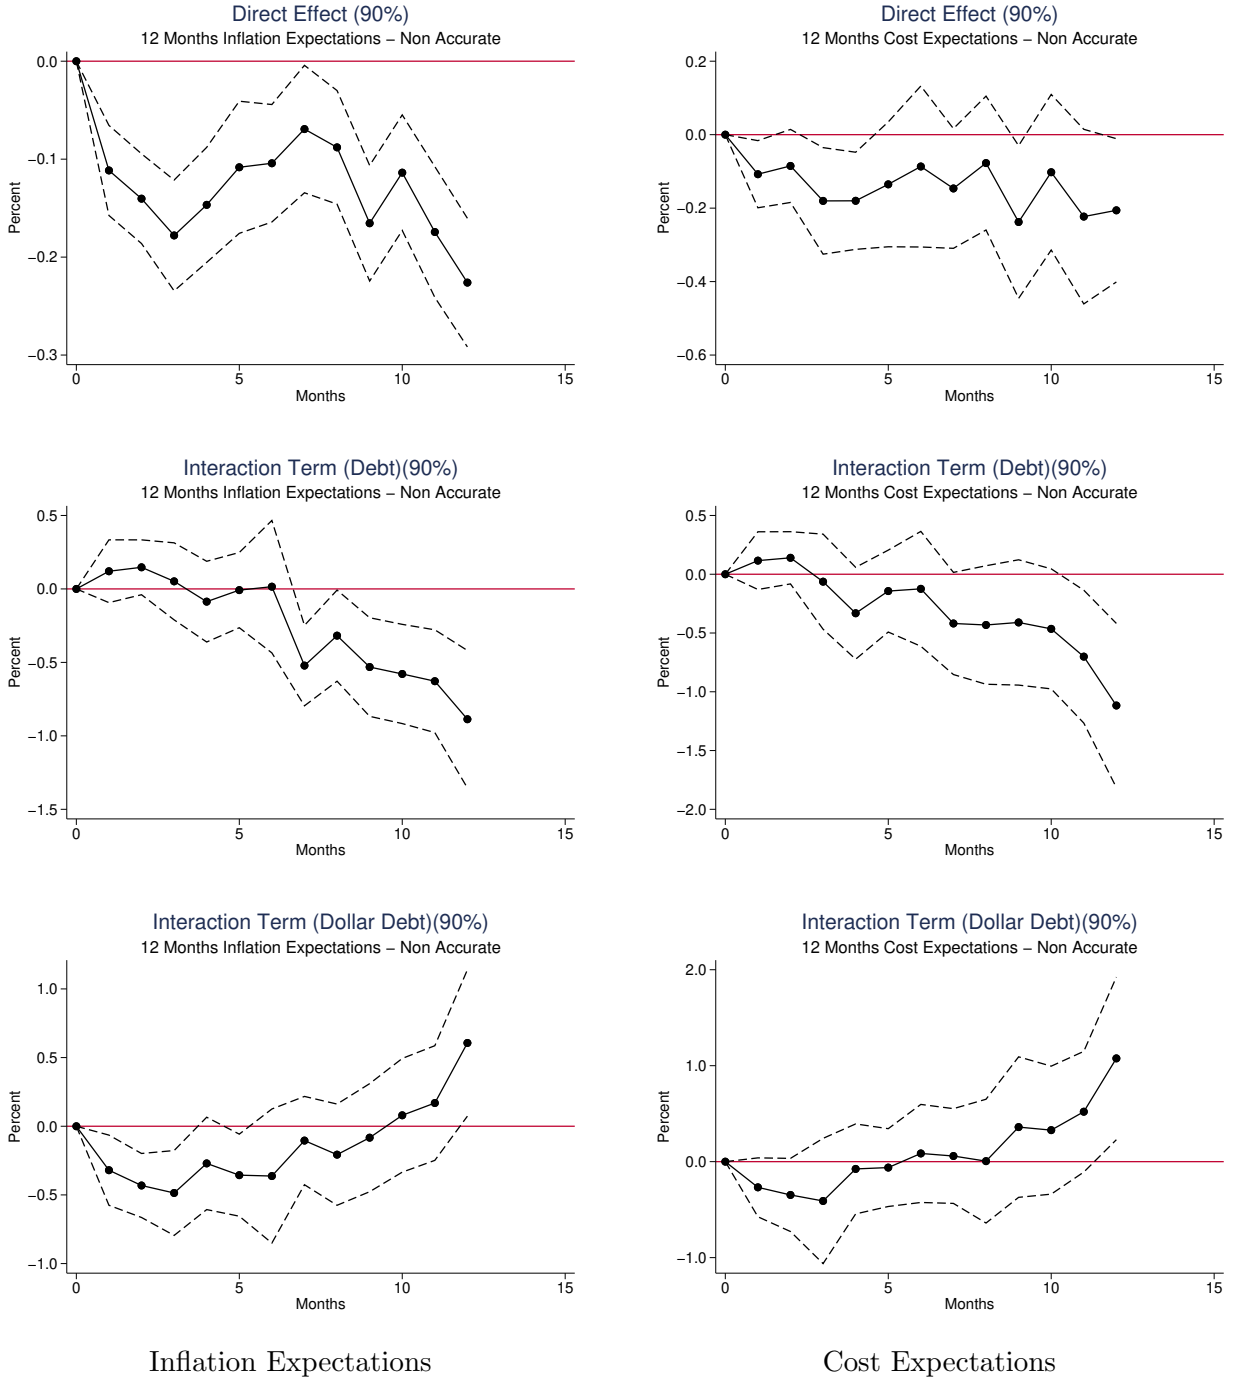 Direct Effect (90%)
12 Months Inflation Expectations – Non Accurate
0.0
−0.1
−0.2
−0.3
Percent
0 5 10 15
Months
Direct Effect (90%)
12 Months Cost Expectations – Non Accurate
0.2
0.0
−0.2
−0.4
−0.6
Percent
0 5 10 15
Months
Interaction Term (Debt)(90%)
12 Months Inflation Expectations – Non Accurate
0.5
0.0
−0.5
−1.0
−1.5
Percent
0 5 10 15
Months
Interaction Term (Debt)(90%)
12 Months Cost Expectations – Non Accurate
0.5
0.0
−0.5
−1.0
−1.5
−2.0
Percent
0 5 10 15
Months
Interaction Term (Dollar Debt)(90%)
12 Months Inflation Expectations – Non Accurate
1.0
0.5
0.0
−0.5
−1.0
Percent
0 5 10 15
Months
Interaction Term (Dollar Debt)(90%)
12 Months Cost Expectations – Non Accurate
2.0
1.0
0.0
−1.0
Percent
0 5 10 15
Months
Inflation Expectations
Cost Expectations